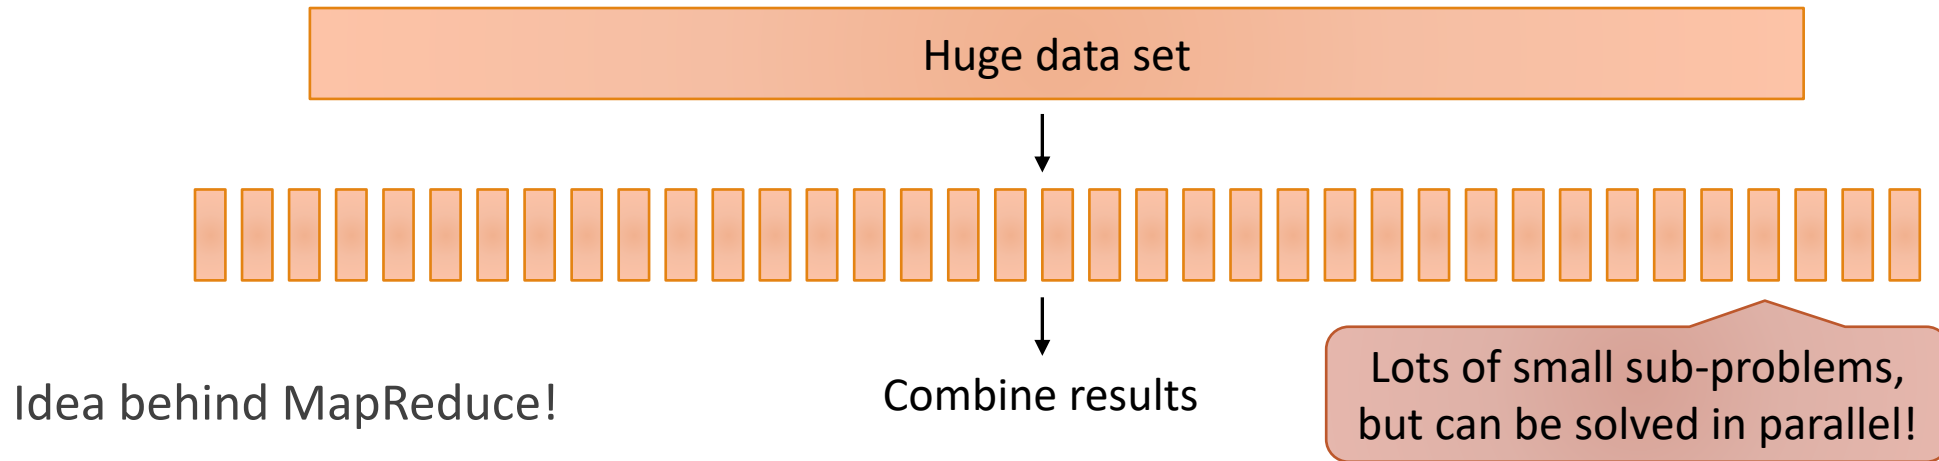 Huge data set
Idea behind MapReduce!
Combine results
Lots of small sub-problems,
but can be solved in parallel!